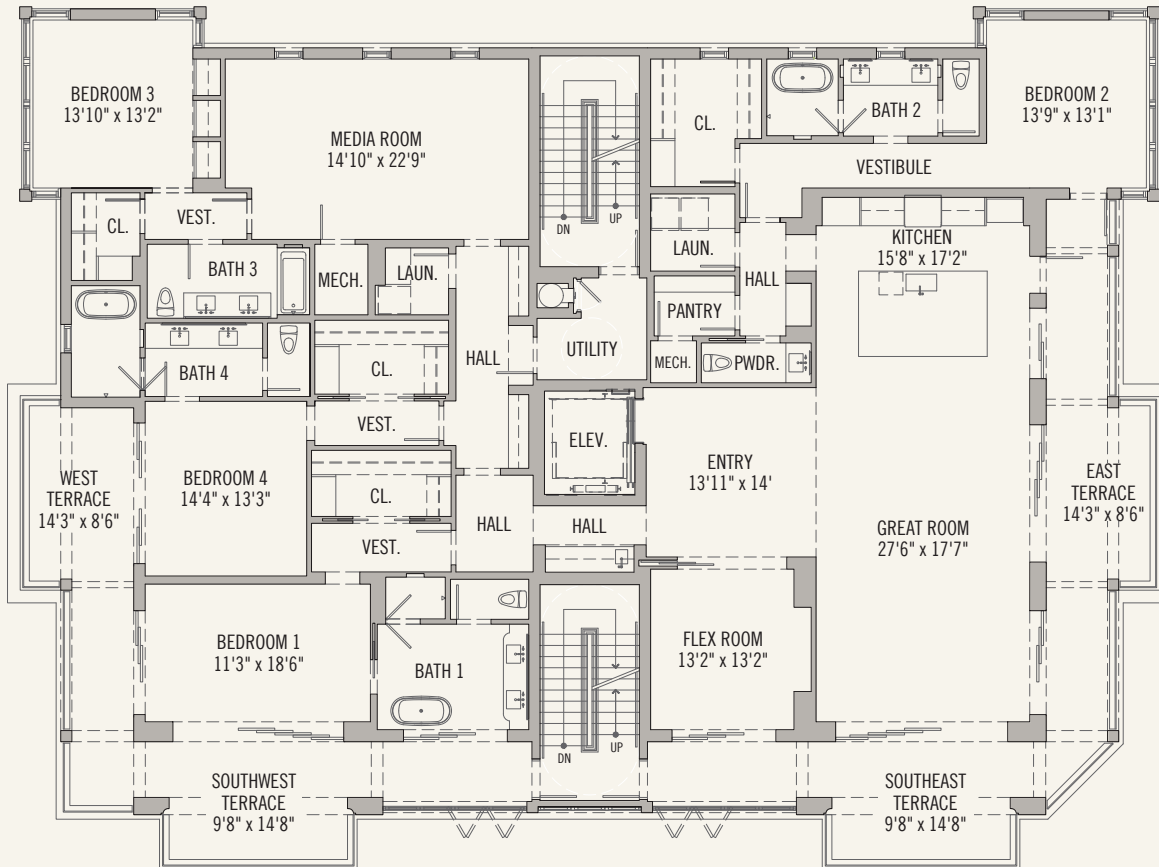 BEDROOM 3
13'10" x 13'2"
MEDIA ROOM
14'10" x 22'9"
CL.
BATH 2
BEDROOM 2
13'9" x 13'1"
VESTIBULE
DN
UP
CL.
VEST.
BATH 3
MECH.
LAUN.
LAUN.
HALL
KITCHEN
15'8" x 17'2"
PANTRY
UTILITY
MECH.
PWDR.
BATH 4
CL.
HALL
VEST.
ELEV.
ENTRY
13'11" x 14'
WEST
TERRACE
14'3" x 8'6"
BEDROOM 4
14'4" x 13'3"
CL.
EAST
TERRACE
14'3" x 8'6"
HALL
HALL
GREAT ROOM
27'6" x 17'7"
VEST.
BEDROOM 1
11'3" x 18'6"
BATH 1
FLEX ROOM
13'2" x 13'2"
DN
UP
SOUTHWEST
TERRACE
9'8" x 14'8"
SOUTHEAST
TERRACE
9'8" x 14'8"